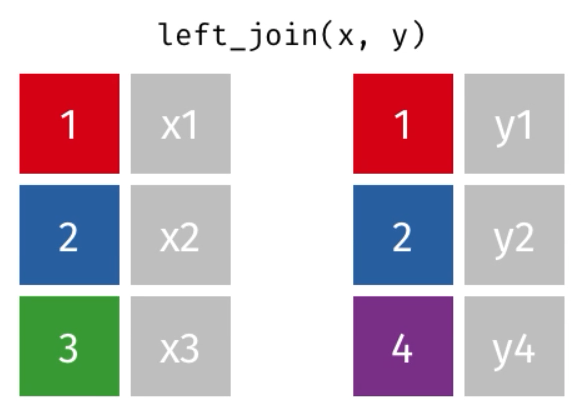 left_join(x, y)
1 x1 1 y1
2 x2 2 y2
3 x3 4 y4